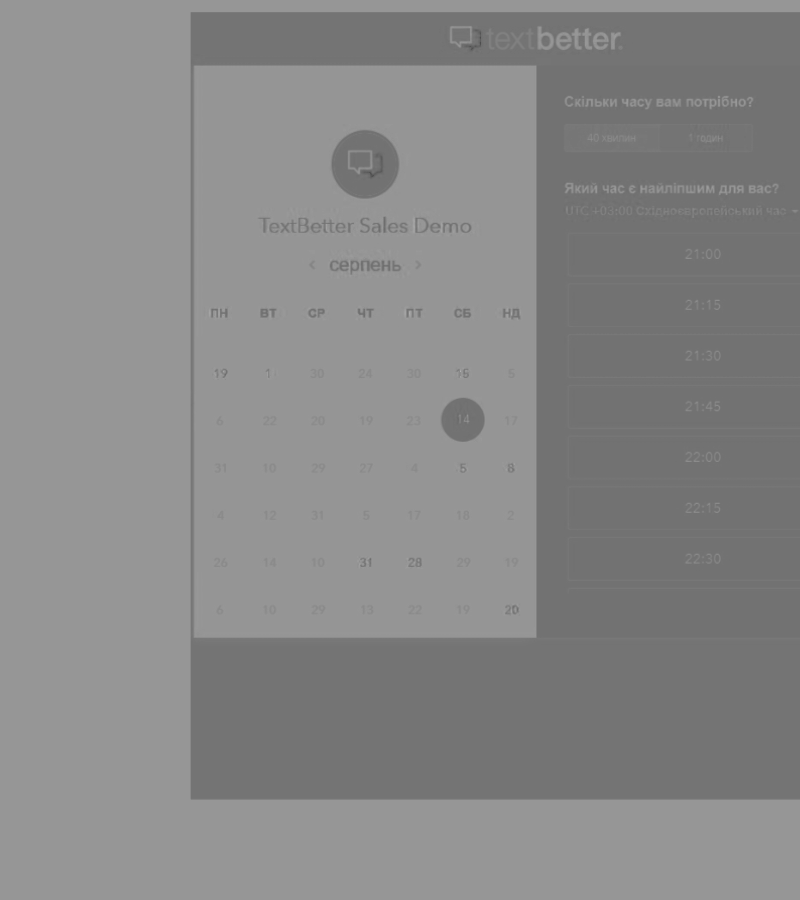 textbetter.
TextBetter Sales Demo
‹ серпень ›
ПН ВТ СР ЧТ ПТ СБ НД
19 1 30 24 30 16 5
6 22 20 19 23 14 17
31 10 29 27 4 5 8
4 12 31 5 17 18 2
26 14 10 31 28 29 19
6 10 29 13 22 19 20
Скільки часу вам потрібно?
40 хвилин 1 годин
Який час є найліпшим для вас?
UTC +03:00 Східноєвропейський час
21:00
21:15
21:30
21:45
22:00
22:15
22:30